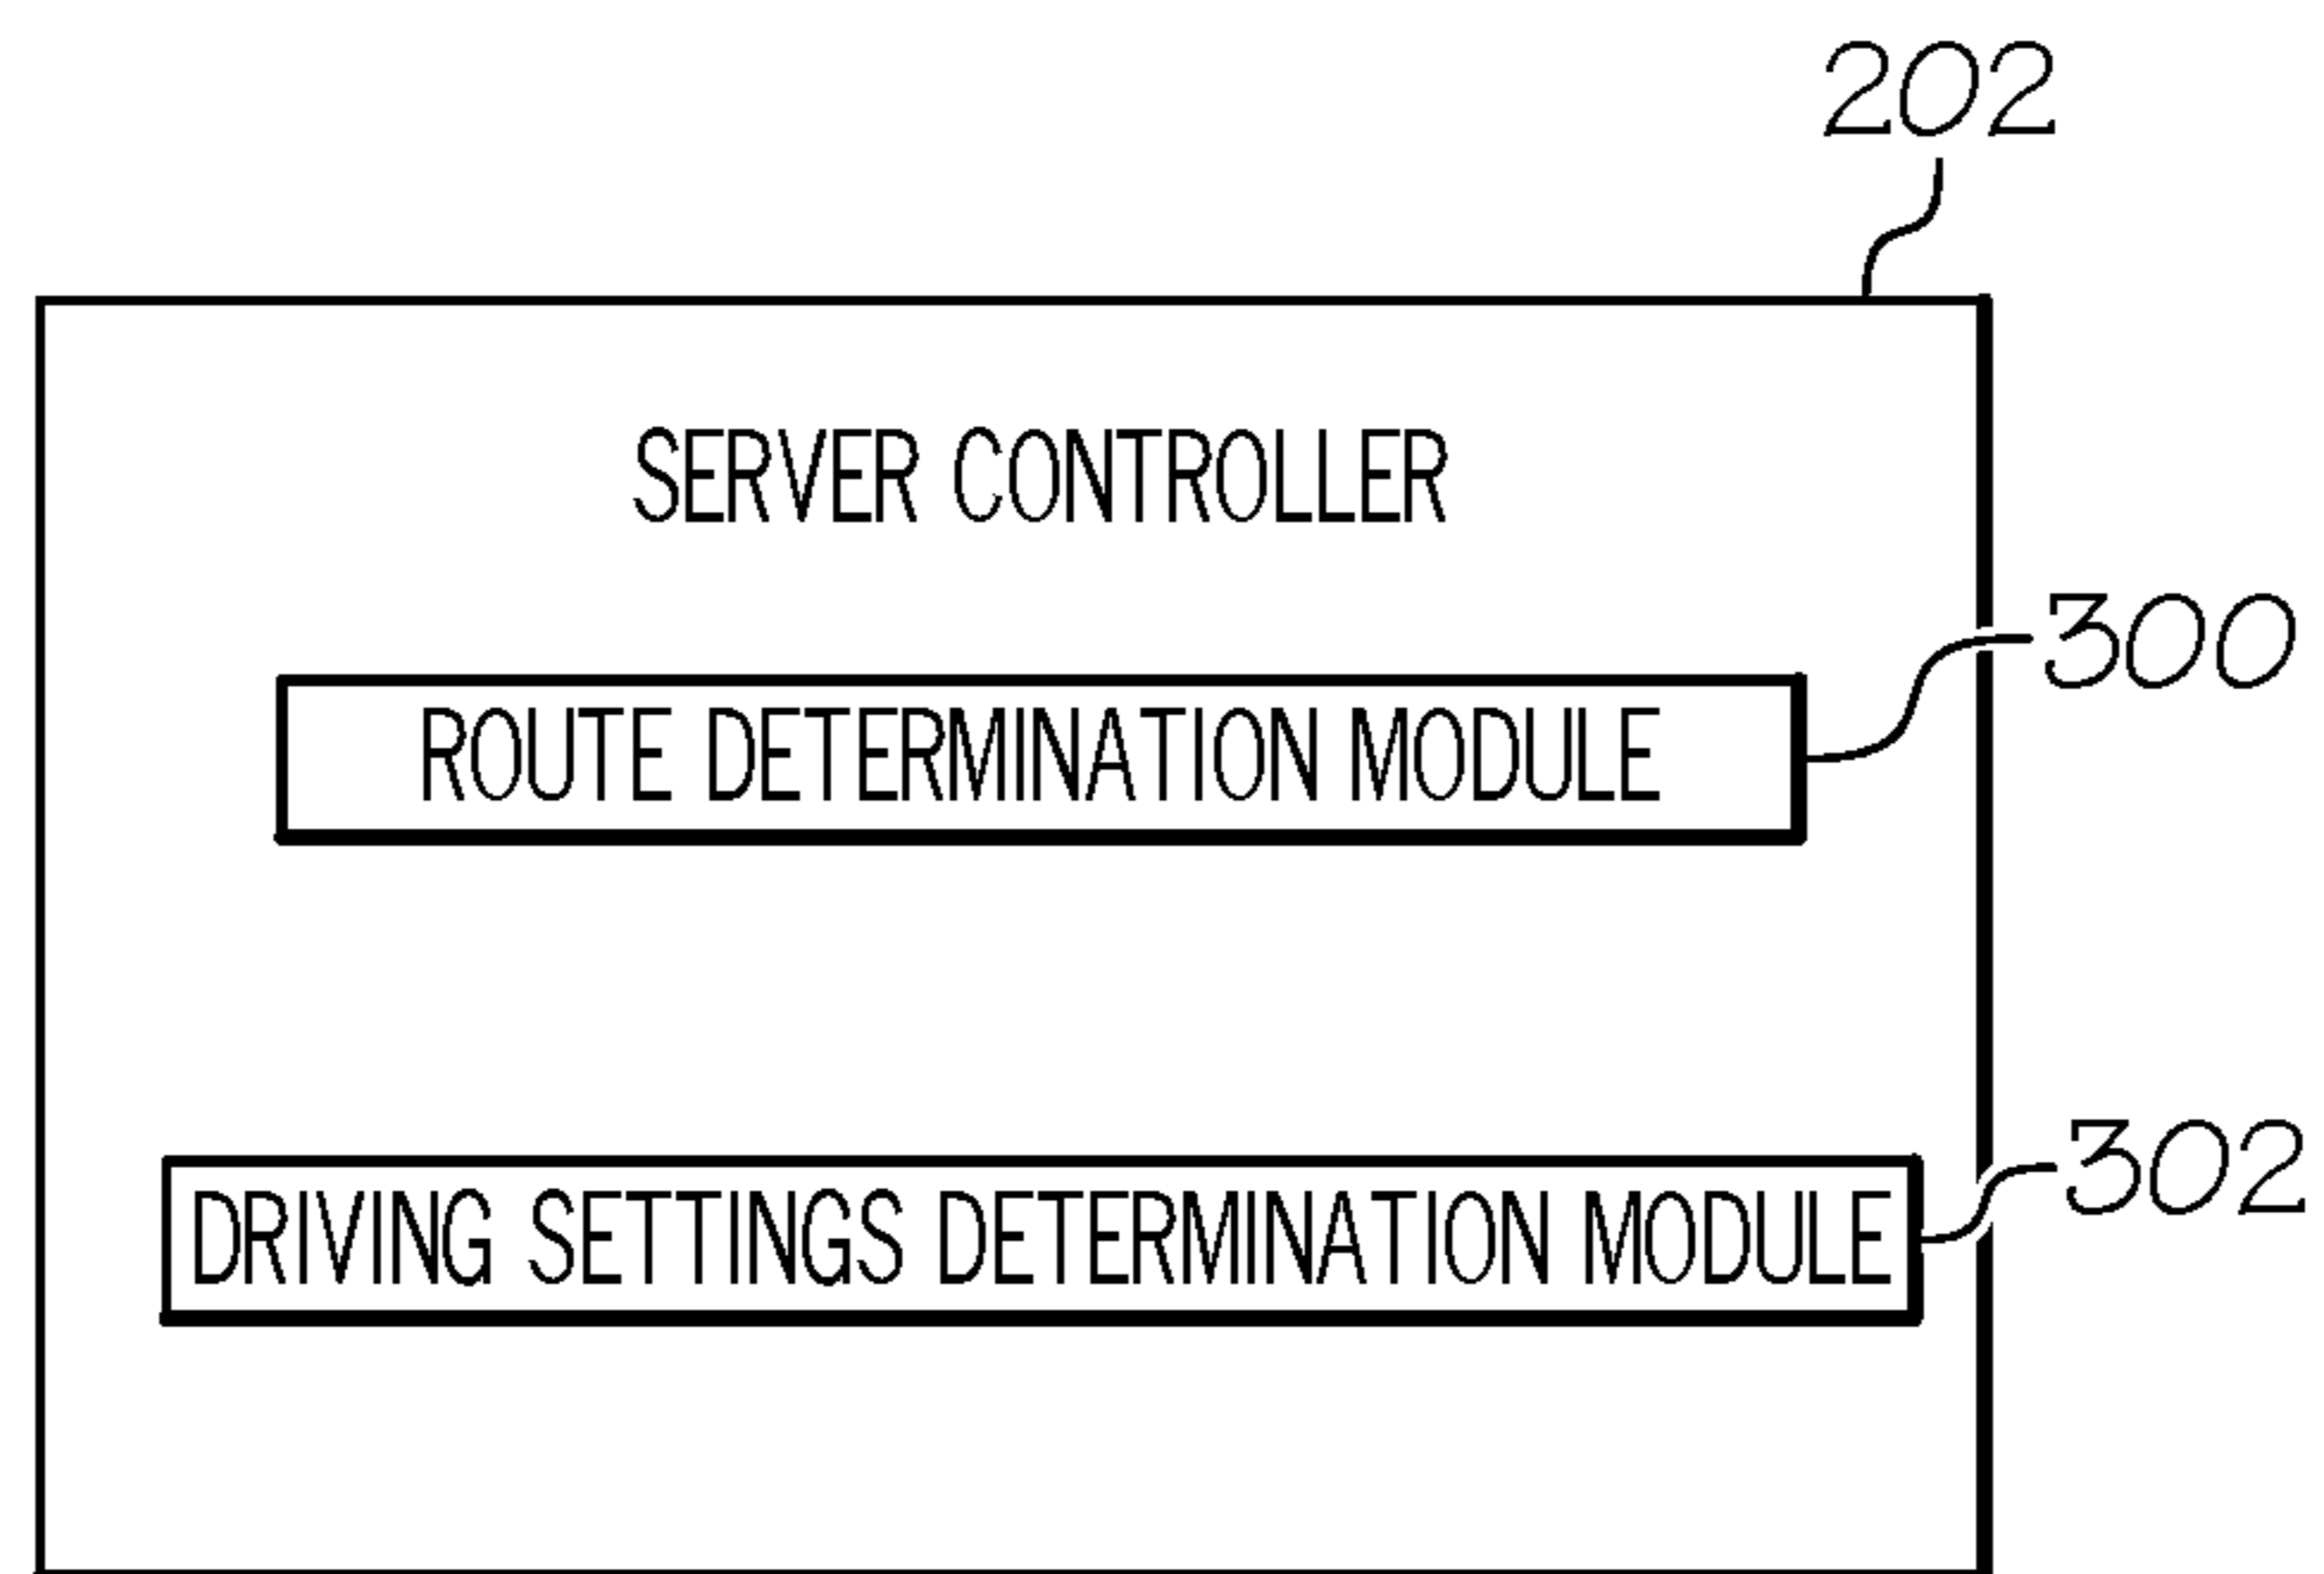 202
SERVER CONTROLLER
300
ROUTE DETERMINATION MODULE
302
DRIVING SETTINGS DETERMINATION MODULE